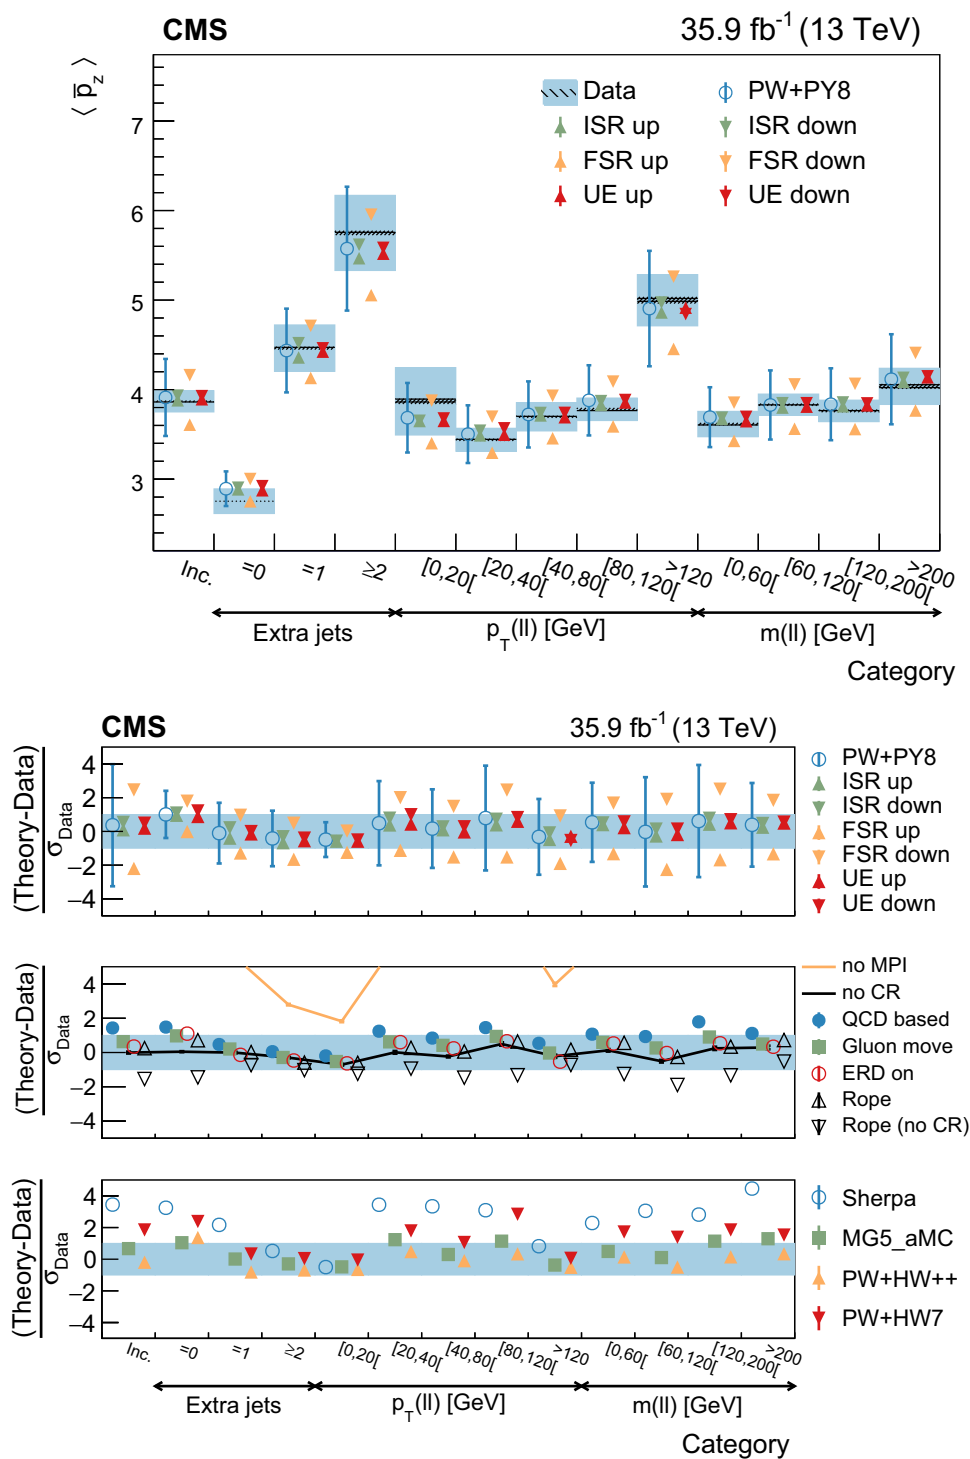 CMS 35.9 fb⁻¹ (13 TeV)
⟨ p̅_z ⟩
Data PW+PY8
ISR up ISR down
FSR up FSR down
UE up UE down
7
6
5
4
3
Inc. =0 =1 ≥2 [0,20[ [20,40[ [40,80[ [80,120[ >120 [0,60[ [60,120[ [120,200[ >200
Extra jets p_T(ll) [GeV] m(ll) [GeV]
Category
CMS 35.9 fb⁻¹ (13 TeV)
(Theory-Data)
σ_Data
4
2
0
−2
−4
PW+PY8
ISR up
ISR down
FSR up
FSR down
UE up
UE down
(Theory-Data)
σ_Data
4
2
0
−2
−4
no MPI
no CR
QCD based
Gluon move
ERD on
Rope
Rope (no CR)
(Theory-Data)
σ_Data
4
2
0
−2
−4
Sherpa
MG5_aMC
PW+HW++
PW+HW7
Inc. =0 =1 ≥2 [0,20[ [20,40[ [40,80[ [80,120[ >120 [0,60[ [60,120[ [120,200[ >200
Extra jets p_T(ll) [GeV] m(ll) [GeV]
Category